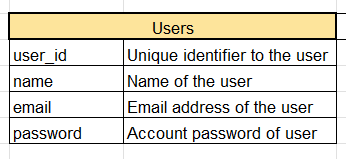 Users
user_id Unique identifier to the user
name Name of the user
email Email address of the user
password Account password of user